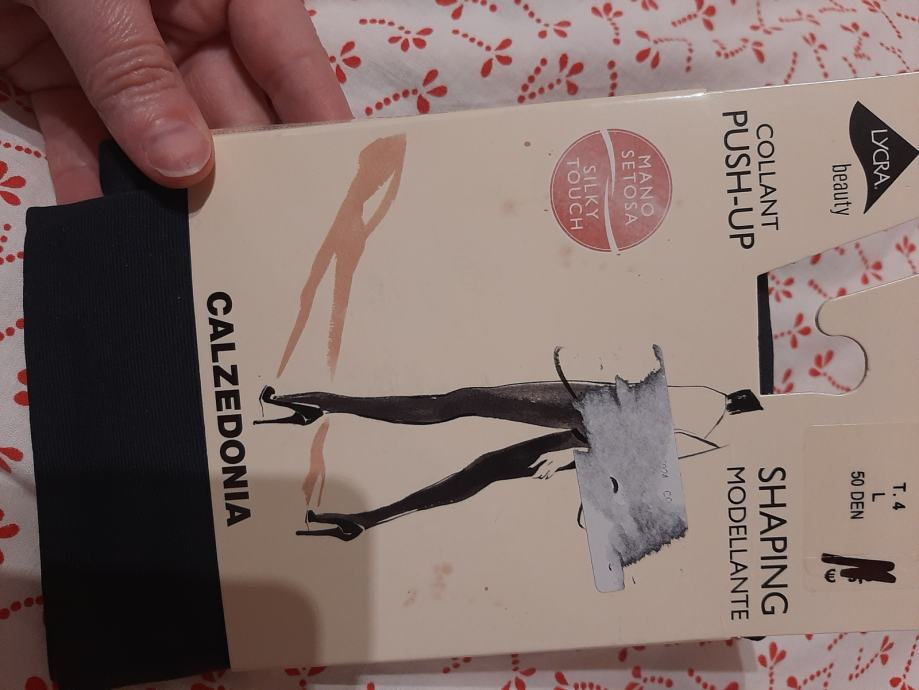 LYCRA.
beauty
COLLANT
PUSH-UP
MANO
SETOSA
SILKY
TOUCH
SHAPING
MODELLANTE
T. 4
L
50 DEN
€
CALZEDONIA